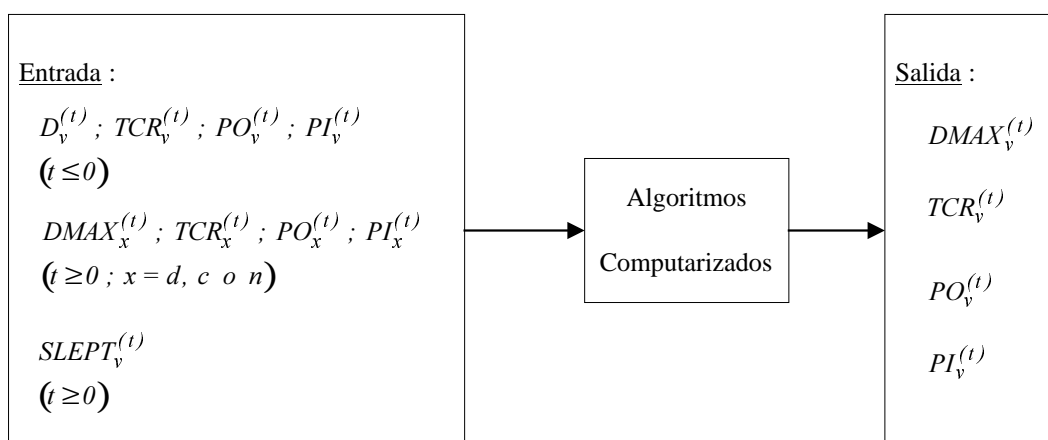 Entrada :
D_v^(t) ; TCR_v^(t) ; PO_v^(t) ; PI_v^(t)
(t ≤ 0)
DMAX_x^(t) ; TCR_x^(t) ; PO_x^(t) ; PI_x^(t)
(t ≥ 0 ; x = d, c o n)
SLEPT_v^(t)
(t ≥ 0)
Algoritmos
Computarizados
Salida :
DMAX_v^(t)
TCR_v^(t)
PO_v^(t)
PI_v^(t)